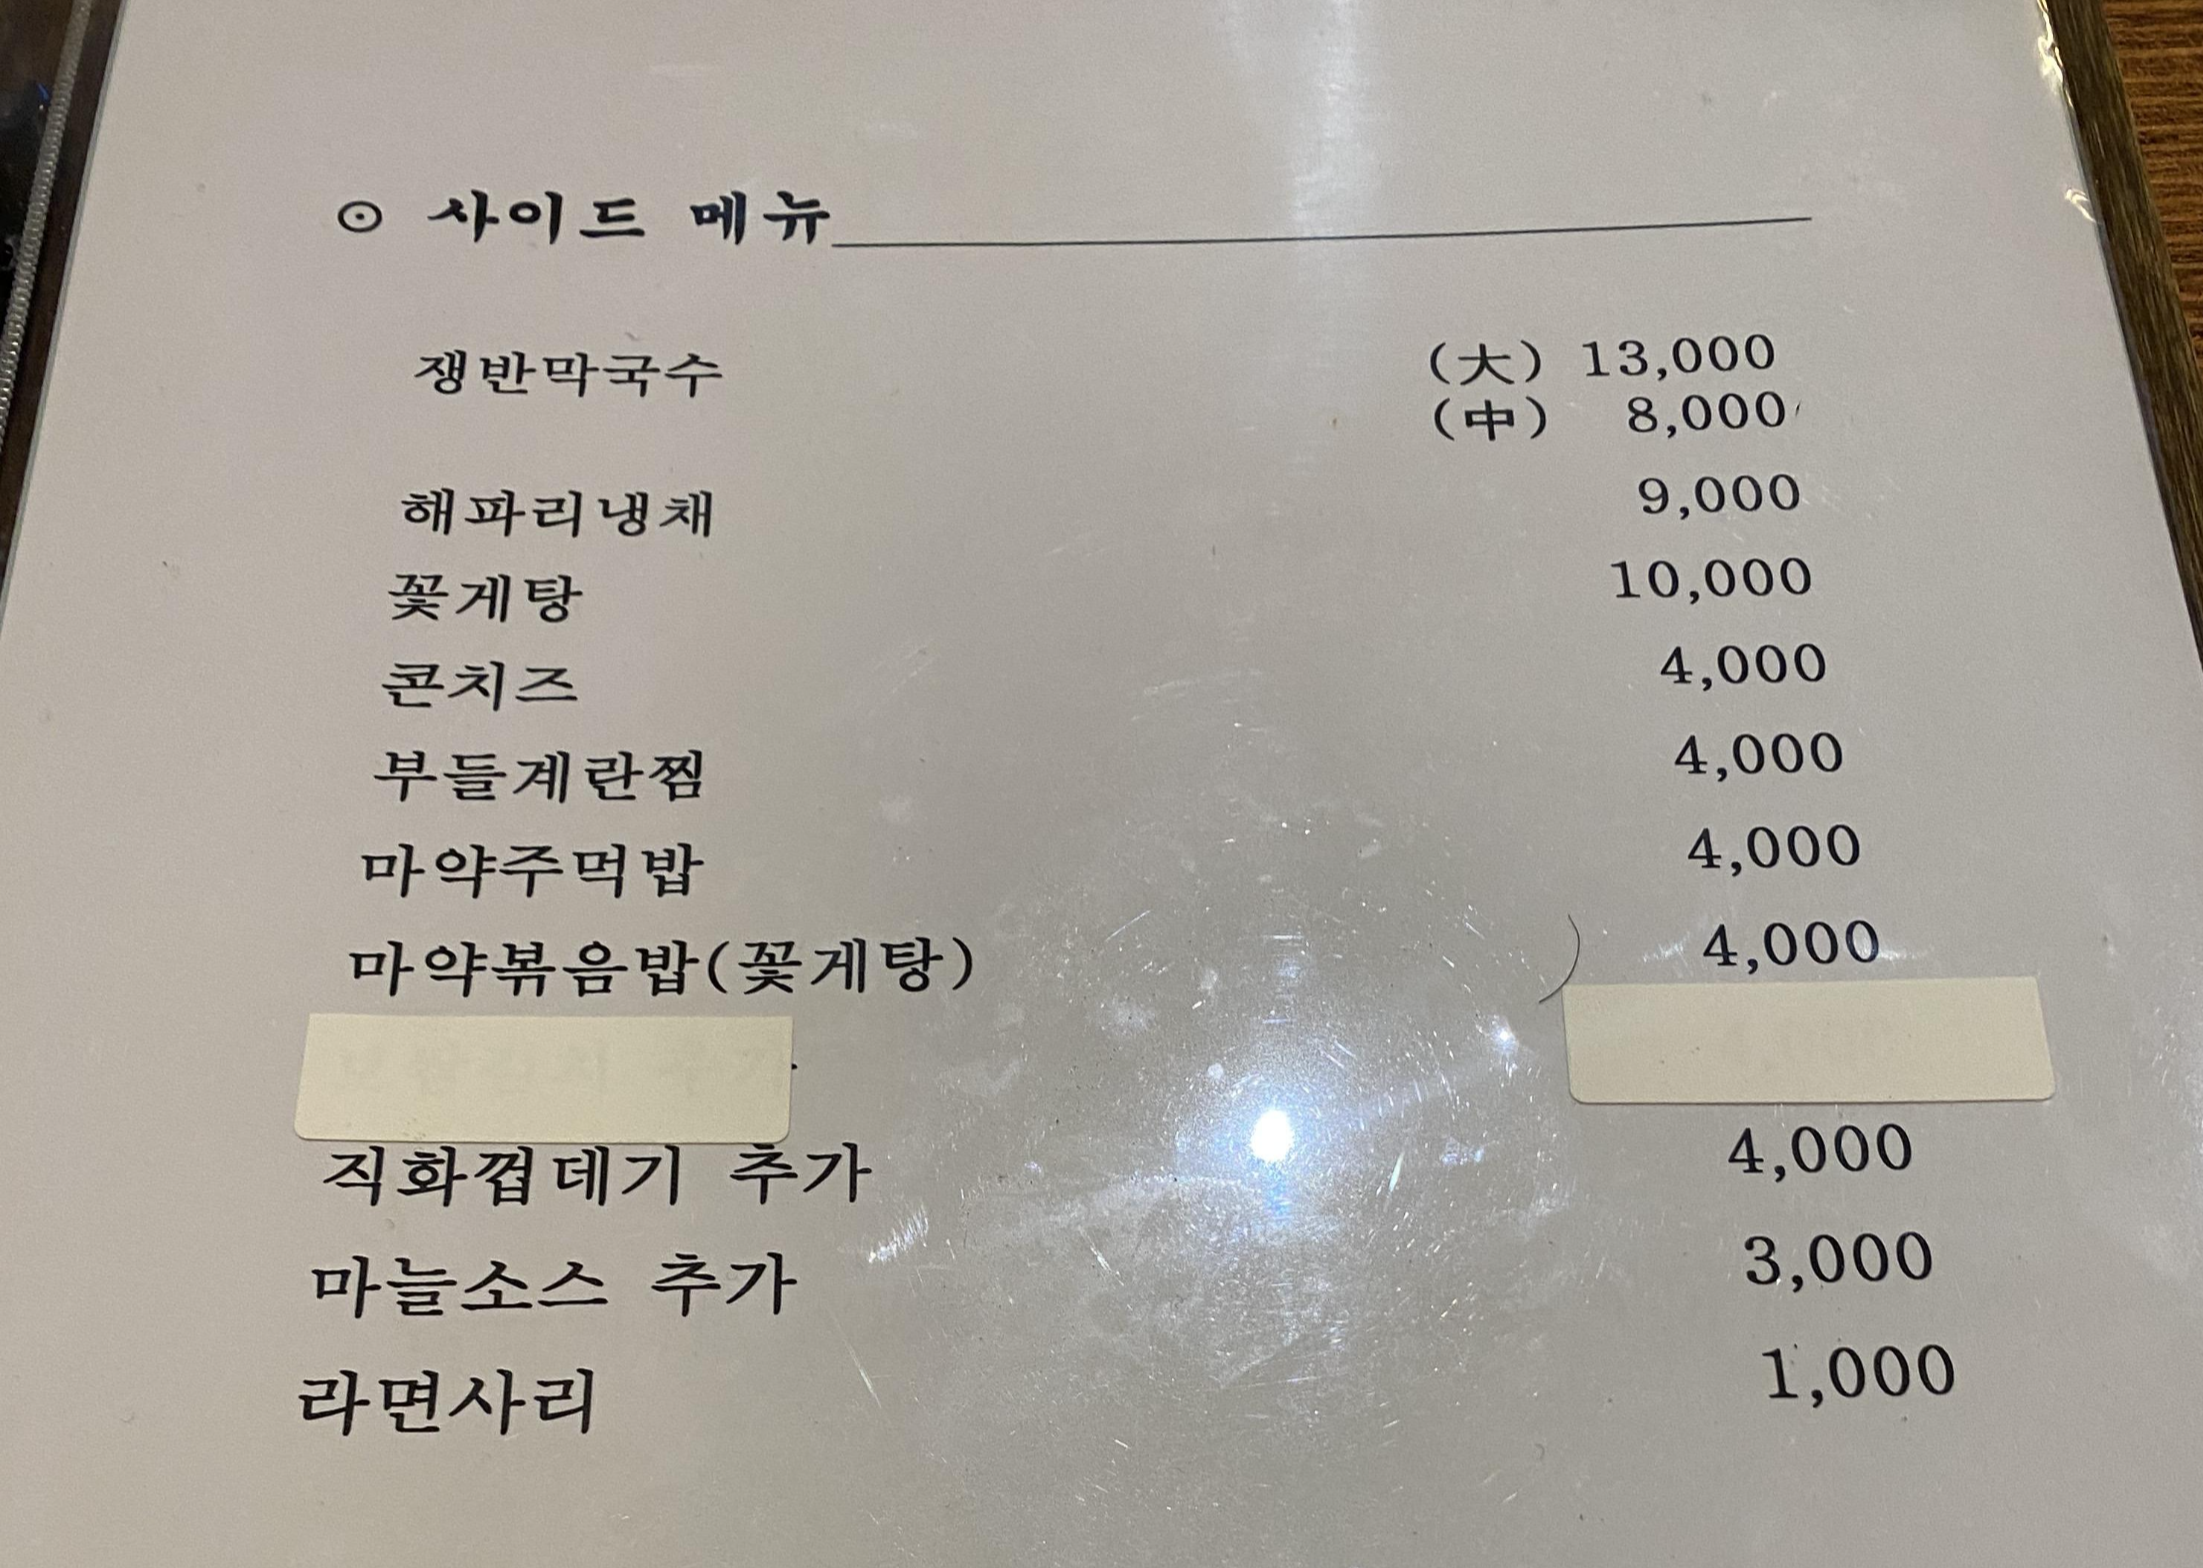 ⊙ 사이드 메뉴
쟁반막국수 (大) 13,000
(中) 8,000
해파리냉채 9,000
꽃게탕 10,000
콘치즈 4,000
부들계란찜 4,000
마약주먹밥 4,000
마약볶음밥(꽃게탕) 4,000
직화껍데기 추가 4,000
마늘소스 추가 3,000
라면사리 1,000